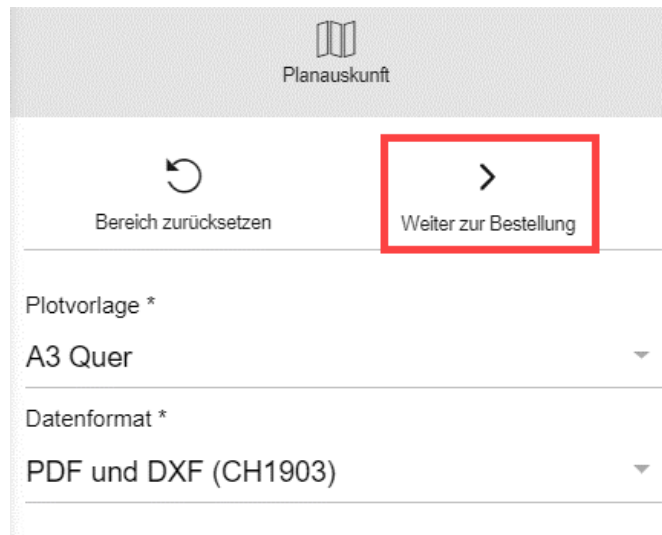 Planauskunft
Bereich zurücksetzen
Weiter zur Bestellung
Plotvorlage *
A3 Quer
Datenformat *
PDF und DXF (CH1903)